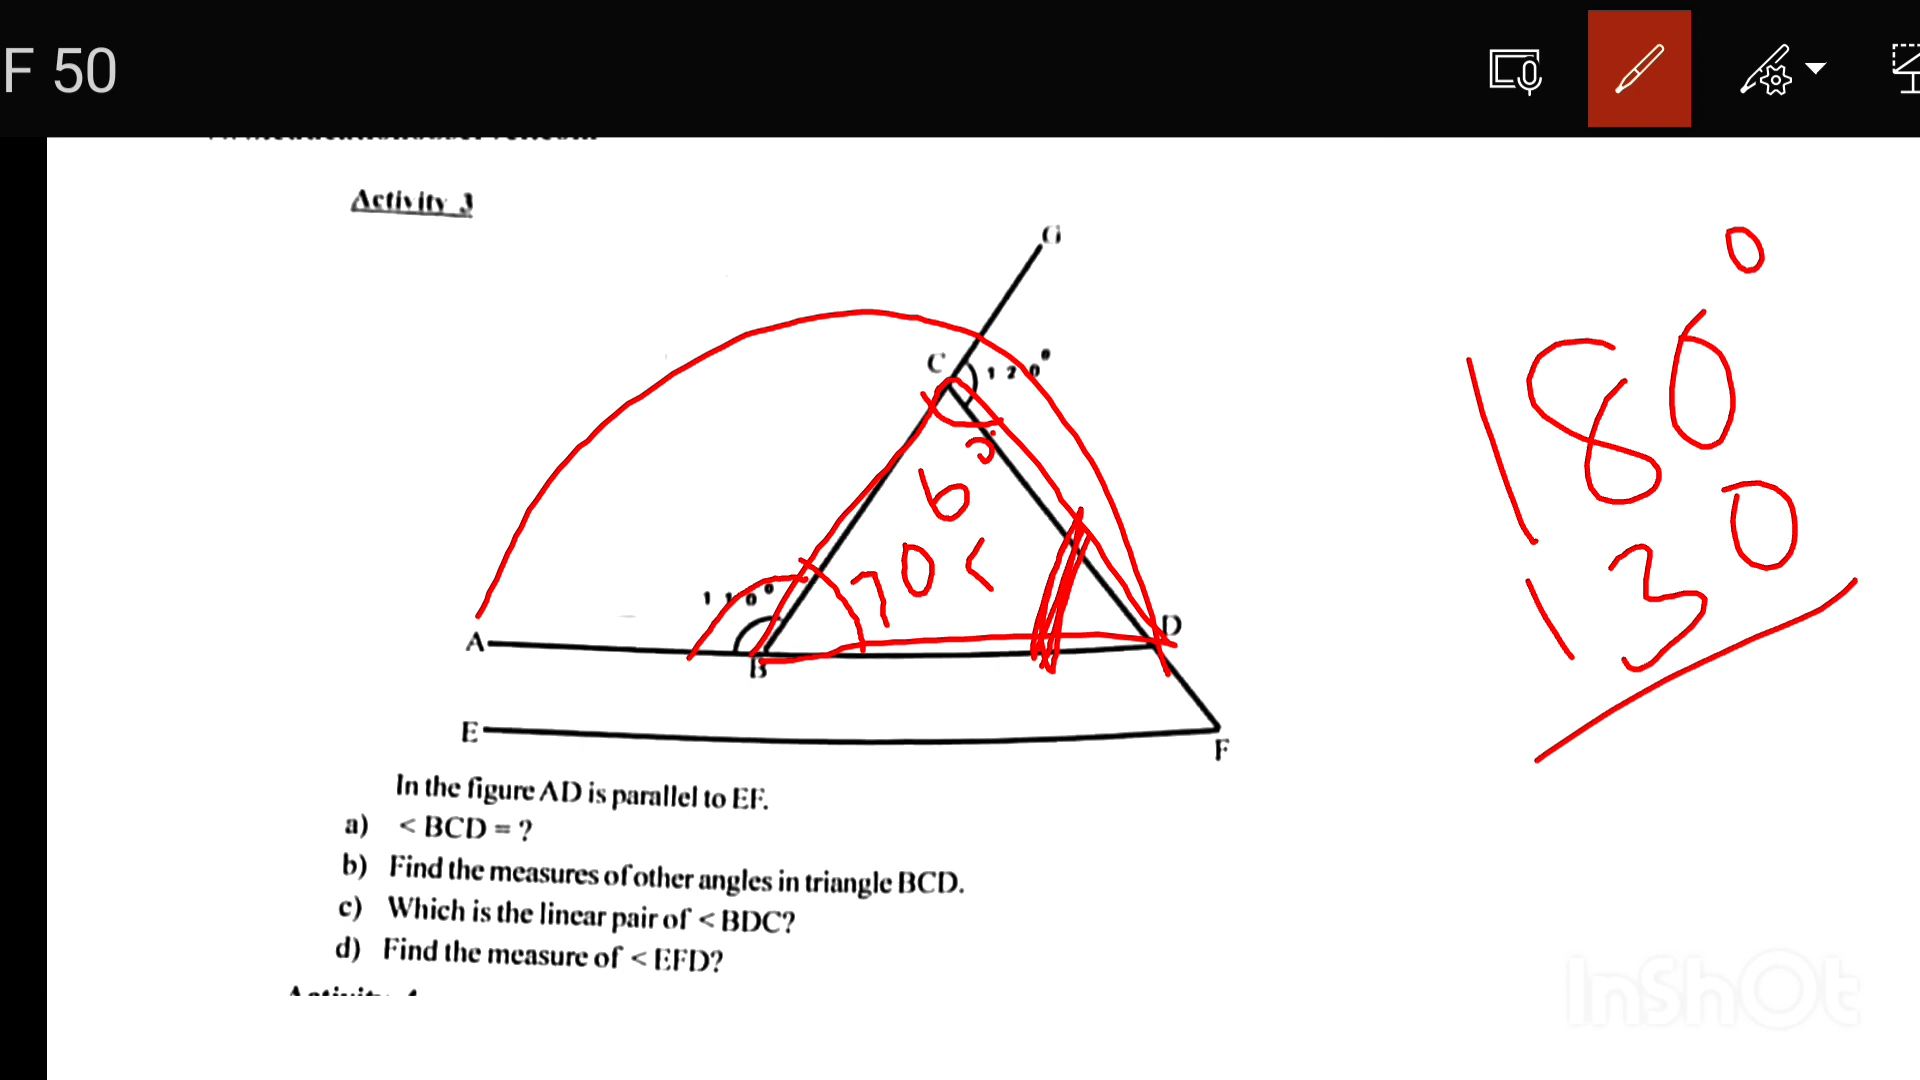 F 50
Activity 3
G
C
120°
110°
A
B
D
E
F
60
70
180°
130
In the figure AD is parallel to EF.
a) < BCD = ?
b) Find the measures of other angles in triangle BCD.
c) Which is the linear pair of < BDC?
d) Find the measure of < EFD?
InShOt